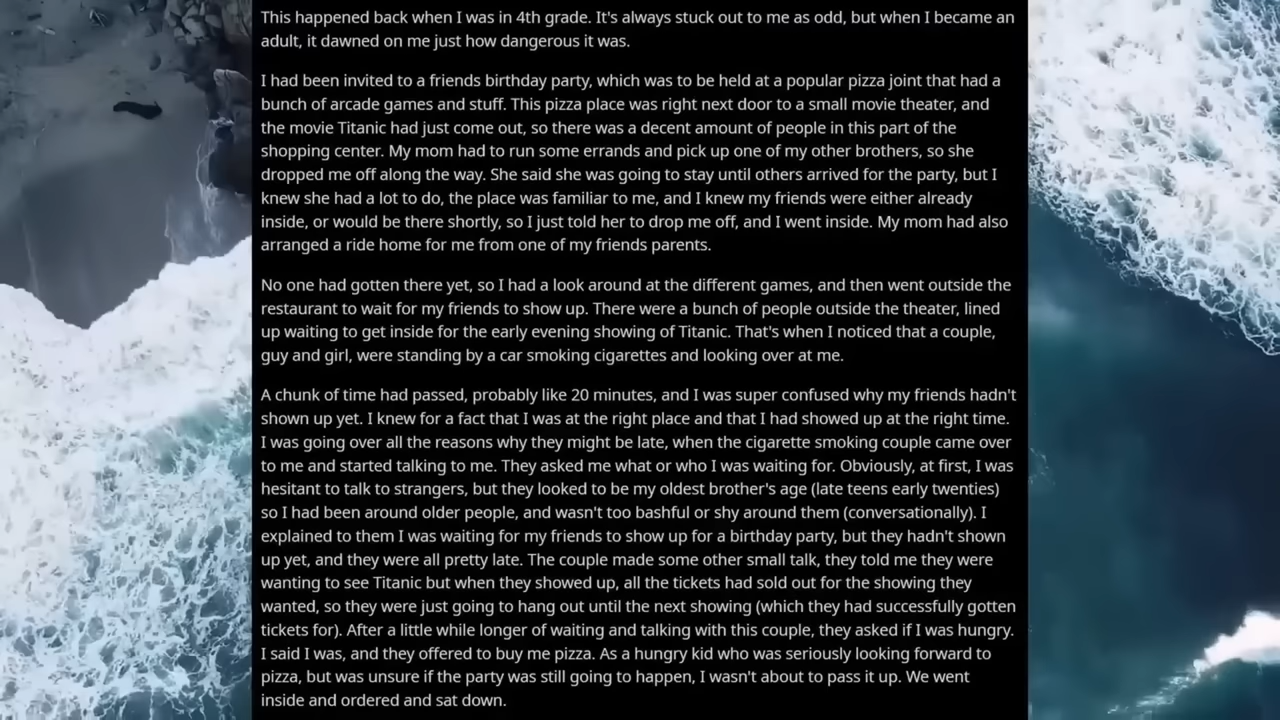 This happened back when I was in 4th grade. It's always stuck out to me as odd, but when I became an
adult, it dawned on me just how dangerous it was.
I had been invited to a friends birthday party, which was to be held at a popular pizza joint that had a
bunch of arcade games and stuff. This pizza place was right next door to a small movie theater, and
the movie Titanic had just come out, so there was a decent amount of people in this part of the
shopping center. My mom had to run some errands and pick up one of my other brothers, so she
dropped me off along the way. She said she was going to stay until others arrived for the party, but I
knew she had a lot to do, the place was familiar to me, and I knew my friends were either already
inside, or would be there shortly, so I just told her to drop me off, and I went inside. My mom had also
arranged a ride home for me from one of my friends parents.
No one had gotten there yet, so I had a look around at the different games, and then went outside the
restaurant to wait for my friends to show up. There were a bunch of people outside the theater, lined
up waiting to get inside for the early evening showing of Titanic. That's when I noticed that a couple,
guy and girl, were standing by a car smoking cigarettes and looking over at me.
A chunk of time had passed, probably like 20 minutes, and I was super confused why my friends hadn't
shown up yet. I knew for a fact that I was at the right place and that I had showed up at the right time.
I was going over all the reasons why they might be late, when the cigarette smoking couple came over
to me and started talking to me. They asked me what or who I was waiting for. Obviously, at first, I was
hesitant to talk to strangers, but they looked to be my oldest brother's age (late teens early twenties)
so I had been around older people, and wasn't too bashful or shy around them (conversationally). I
explained to them I was waiting for my friends to show up for a birthday party, but they hadn't shown
up yet, and they were all pretty late. The couple made some other small talk, they told me they were
wanting to see Titanic but when they showed up, all the tickets had sold out for the showing they
wanted, so they were just going to hang out until the next showing (which they had successfully gotten
tickets for). After a little while longer of waiting and talking with this couple, they asked if I was hungry.
I said I was, and they offered to buy me pizza. As a hungry kid who was seriously looking forward to
pizza, but was unsure if the party was still going to happen, I wasn't about to pass it up. We went
inside and ordered and sat down.